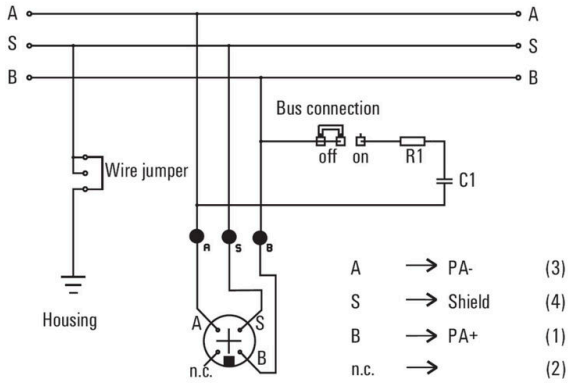 A A
S S
B B
Bus connection
off on R1
Wire jumper
C1
A S B
A → PA- (3)
S → Shield (4)
B → PA+ (1)
n.c. → (2)
Housing
A S
n.c. B